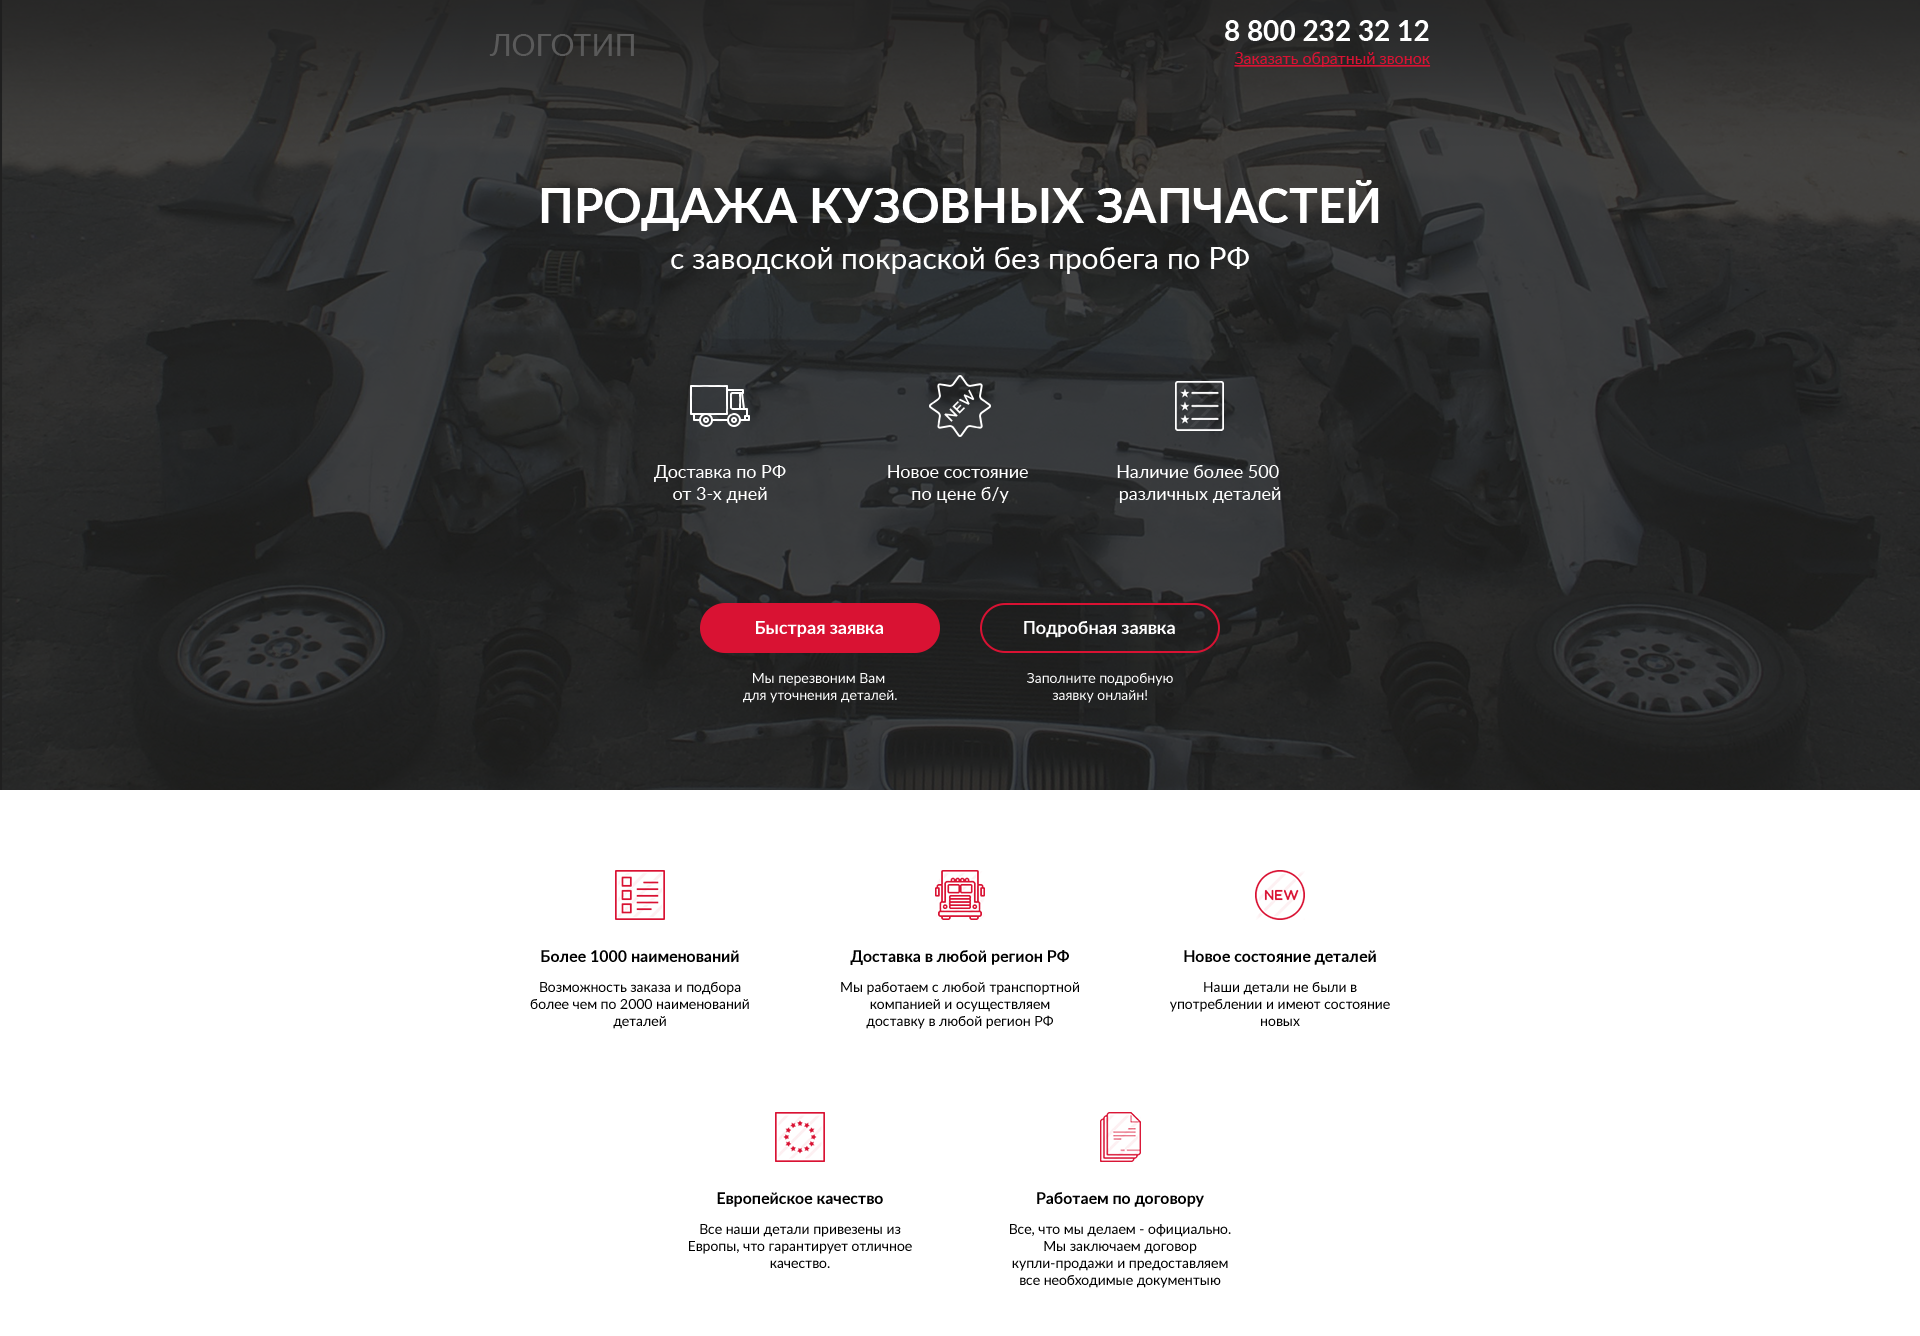 ЛОГОТИП
8 800 232 32 12
Заказать обратный звонок
ПРОДАЖА КУЗОВНЫХ ЗАПЧАСТЕЙ
с заводской покраской без пробега по РФ
NEW
Доставка по РФ
от 3-х дней
Новое состояние
по цене б/у
Наличие более 500
различных деталей
Быстрая заявка
Подробная заявка
Мы перезвоним Вам
для уточнения деталей.
Заполните подробную
заявку онлайн!
NEW
Более 1000 наименований
Возможность заказа и подбора
более чем по 2000 наименований
деталей
Доставка в любой регион РФ
Мы работаем с любой транспортной
компанией и осуществляем
доставку в любой регион РФ
Новое состояние деталей
Наши детали не были в
употреблении и имеют состояние
новых
Европейское качество
Все наши детали привезены из
Европы, что гарантирует отличное
качество.
Работаем по договору
Все, что мы делаем - официально.
Мы заключаем договор
купли-продажи и предоставляем
все необходимые документыю